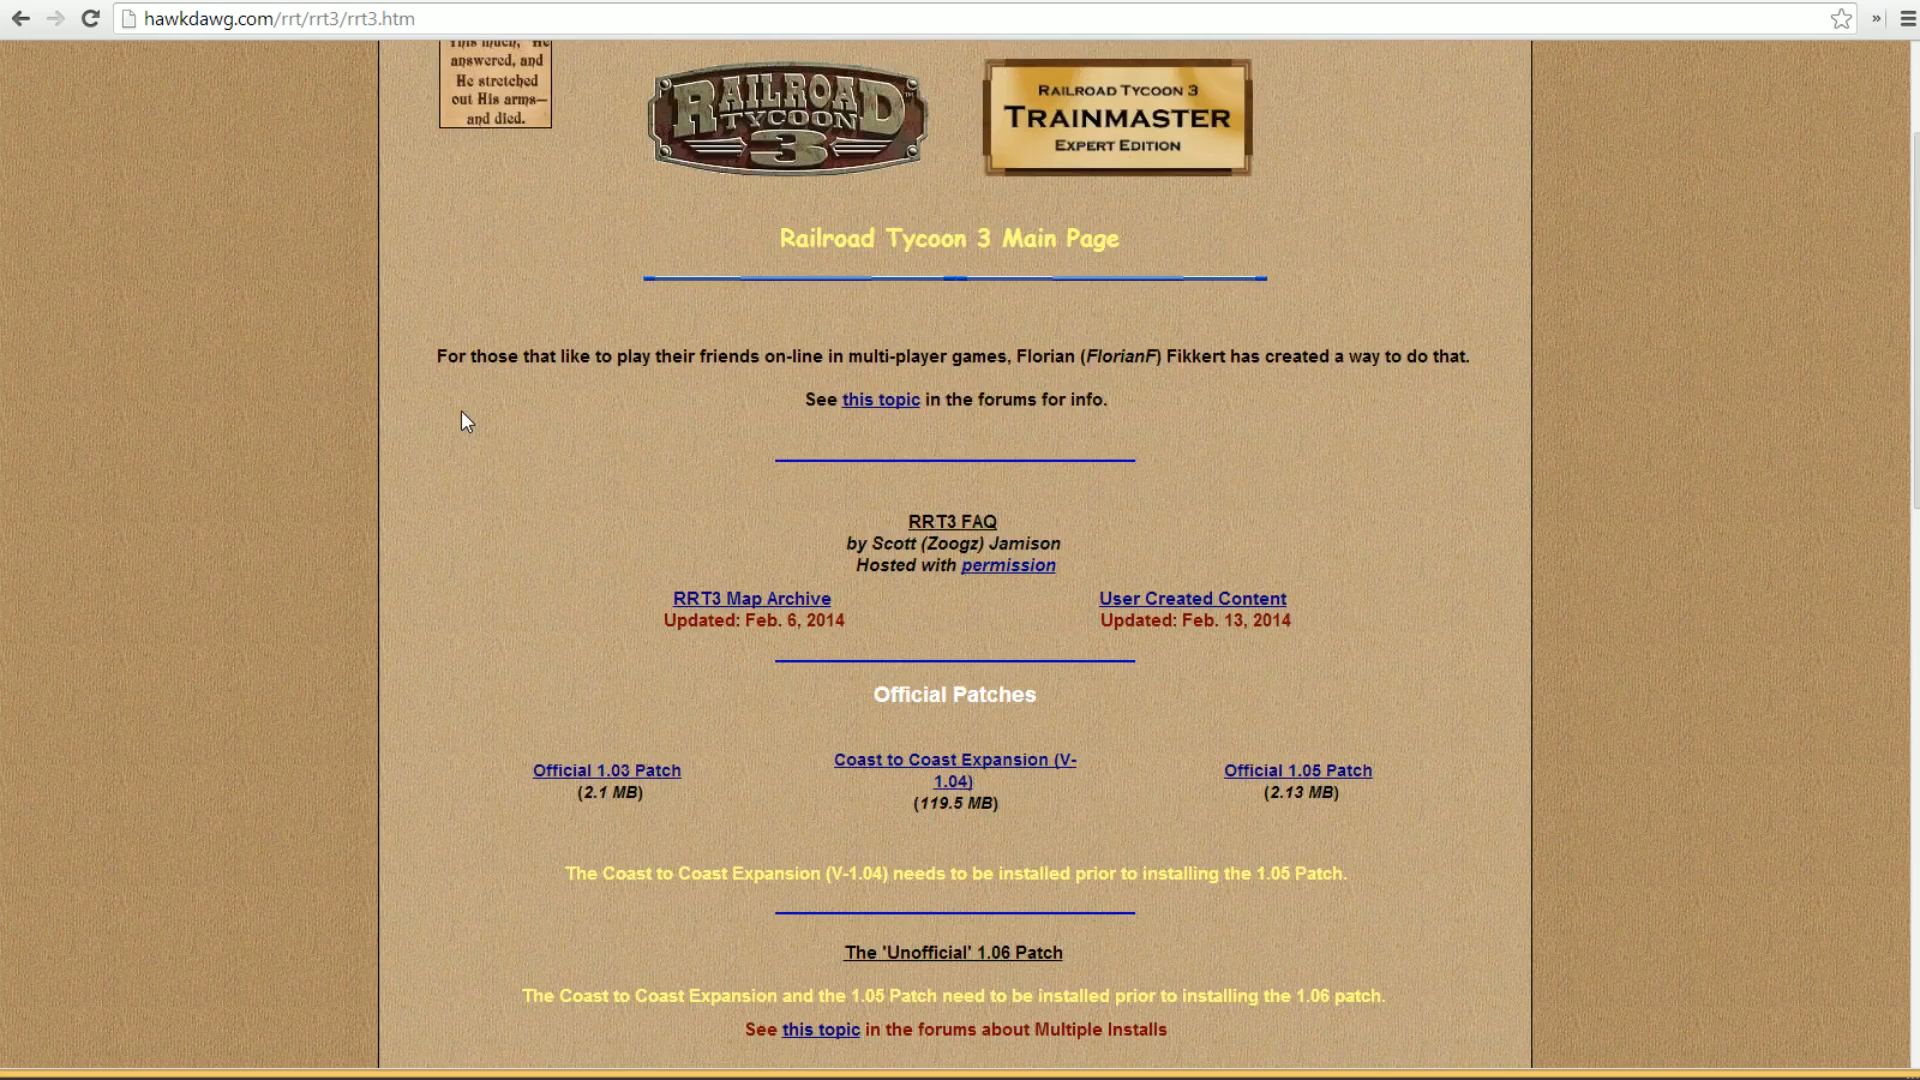 hawkdawg.com/rrt/rrt3/rrt3.htm
This much," He
answered, and
He stretched
out His arms—
and died.
RAILROAD
TYCOON
3
RAILROAD TYCOON 3
TRAINMASTER
EXPERT EDITION
Railroad Tycoon 3 Main Page
For those that like to play their friends on-line in multi-player games, Florian (FlorianF) Fikkert has created a way to do that.
See this topic in the forums for info.
RRT3 FAQ
by Scott (Zoogz) Jamison
Hosted with permission
RRT3 Map Archive
Updated: Feb. 6, 2014
User Created Content
Updated: Feb. 13, 2014
Official Patches
Official 1.03 Patch
(2.1 MB)
Coast to Coast Expansion (V-
1.04)
(119.5 MB)
Official 1.05 Patch
(2.13 MB)
The Coast to Coast Expansion (V-1.04) needs to be installed prior to installing the 1.05 Patch.
The 'Unofficial' 1.06 Patch
The Coast to Coast Expansion and the 1.05 Patch need to be installed prior to installing the 1.06 patch.
See this topic in the forums about Multiple Installs